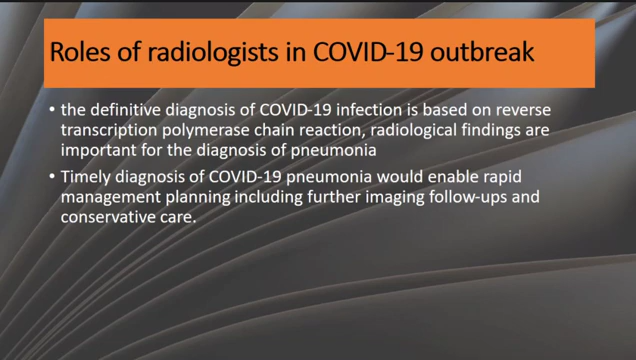 Roles of radiologists in COVID-19 outbreak
• the definitive diagnosis of COVID-19 infection is based on reverse
transcription polymerase chain reaction, radiological findings are
important for the diagnosis of pneumonia
• Timely diagnosis of COVID-19 pneumonia would enable rapid
management planning including further imaging follow-ups and
conservative care.